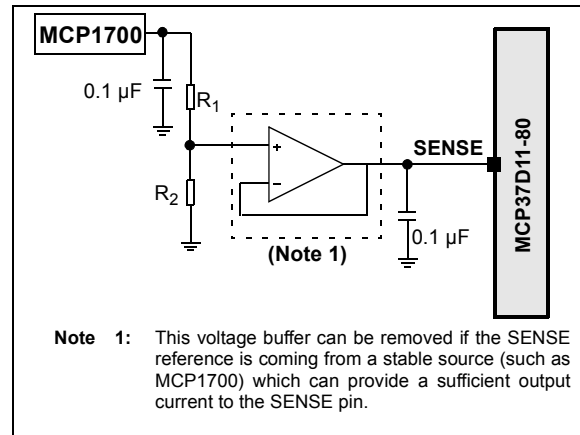 MCP1700
0.1 µF
R1
R2
+
−
SENSE
0.1 µF
(Note 1)
MCP37D11-80
Note 1: This voltage buffer can be removed if the SENSE
reference is coming from a stable source (such as
MCP1700) which can provide a sufficient output
current to the SENSE pin.